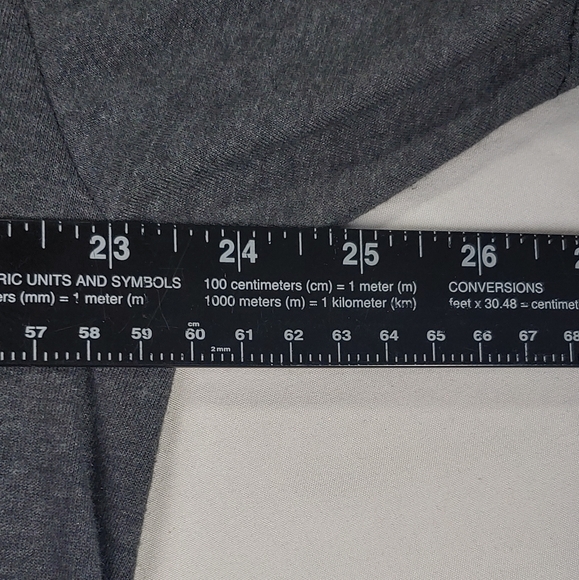 23 24 25 26 2
RIC UNITS AND SYMBOLS
ers (mm) = 1 meter (m
100 centimeters (cm) = 1 meter (m)
1000 meters (m) = 1 kilometer (km)
CONVERSIONS
feet x 30.48 = centimete
cm
57 58 59 60 61 62 63 64 65 66 67 68
2 mm